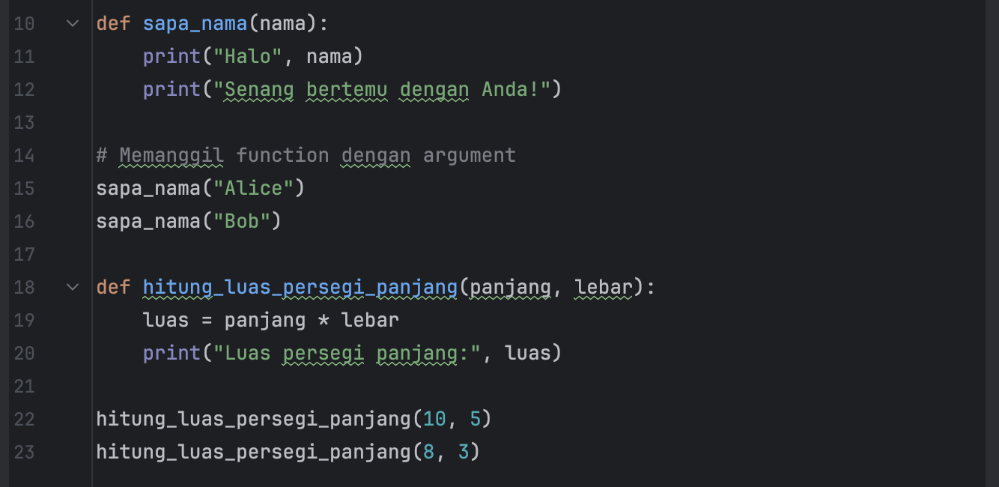 10 def sapa_nama(nama):
11     print("Halo", nama)
12     print("Senang bertemu dengan Anda!")
13
14 # Memanggil function dengan argument
15 sapa_nama("Alice")
16 sapa_nama("Bob")
17
18 def hitung_luas_persegi_panjang(panjang, lebar):
19     luas = panjang * lebar
20     print("Luas persegi panjang:", luas)
21
22 hitung_luas_persegi_panjang(10, 5)
23 hitung_luas_persegi_panjang(8, 3)